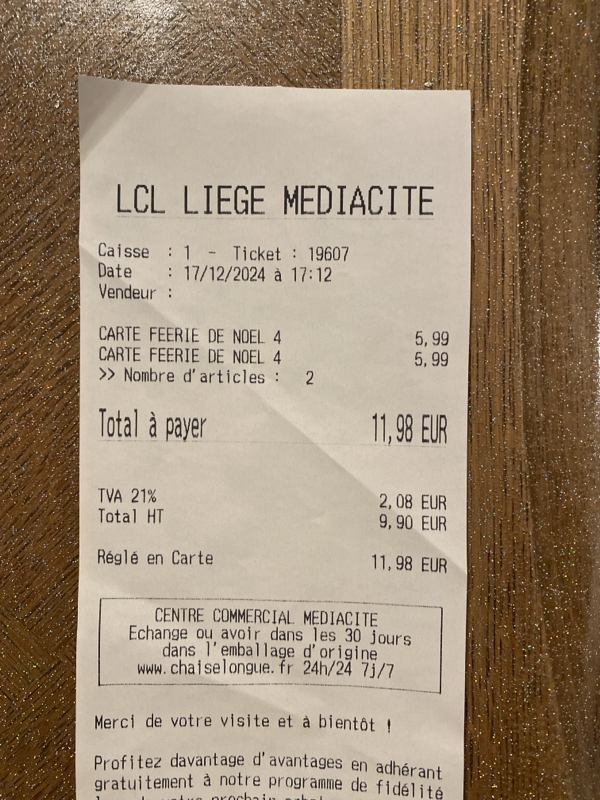 LCL LIEGE MEDIACITE
Caisse : 1 - Ticket : 19607
Date : 17/12/2024 à 17:12
Vendeur :
CARTE FEERIE DE NOEL 4 5,99
CARTE FEERIE DE NOEL 4 5,99
>> Nombre d'articles : 2
Total à payer 11,98 EUR
TVA 21% 2,08 EUR
Total HT 9,90 EUR
Réglé en Carte 11,98 EUR
CENTRE COMMERCIAL MEDIACITE
Echange ou avoir dans les 30 jours
dans l'emballage d'origine
www.chaiselongue.fr 24h/24 7j/7
Merci de votre visite et à bientôt !
Profitez davantage d'avantages en adhérant
gratuitement à notre programme de fidélité